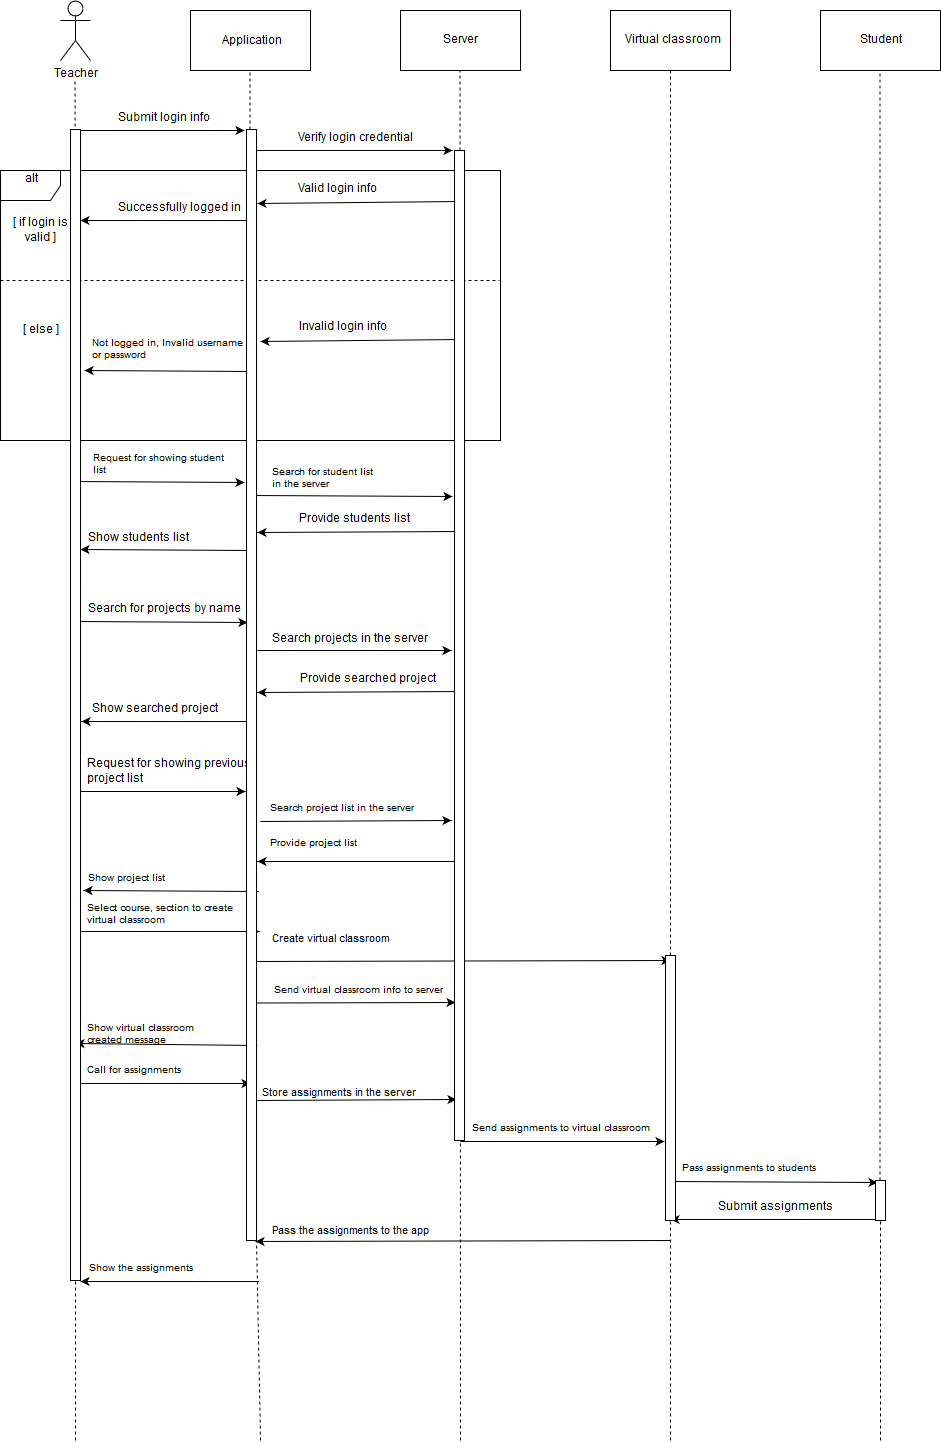 Teacher
Application
Server
Virtual classroom
Student
Submit login info
Verify login credential
alt
Valid login info
Successfully logged in
[ if login is
valid ]
Invalid login info
[ else ]
Not logged in, Invalid username
or password
Request for showing student
list
Search for student list
in the server
Provide students list
Show students list
Search for projects by name
Search projects in the server
Provide searched project
Show searched project
Request for showing previous
project list
Search project list in the server
Provide project list
Show project list
Select course, section to create
virtual classroom
Create virtual classroom
Send virtual classroom info to server
Show virtual classroom
created message
Call for assignments
Store assignments in the server
Send assignments to virtual classroom
Pass assignments to students
Submit assignments
Pass the assignments to the app
Show the assignments